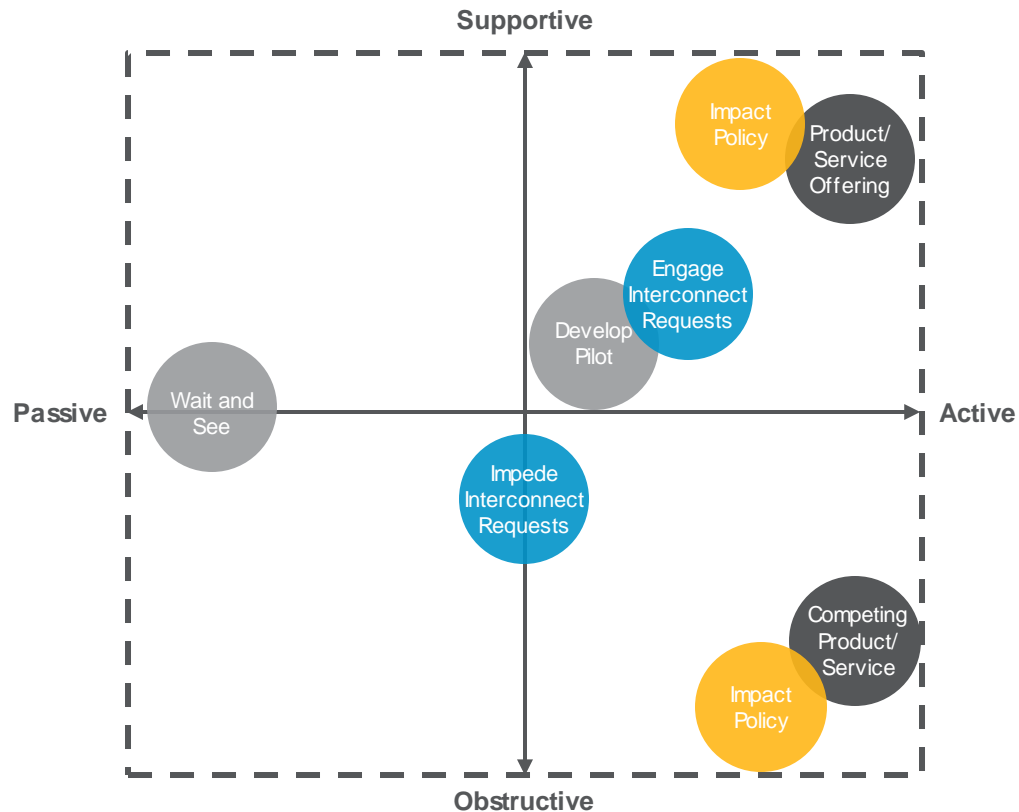 Supportive
Impact
Policy
Product/
Service
Offering
Engage
Interconnect
Requests
Develop
Pilot
Passive
Wait and
See
Active
Impede
Interconnect
Requests
Competing
Product/
Service
Impact
Policy
Obstructive